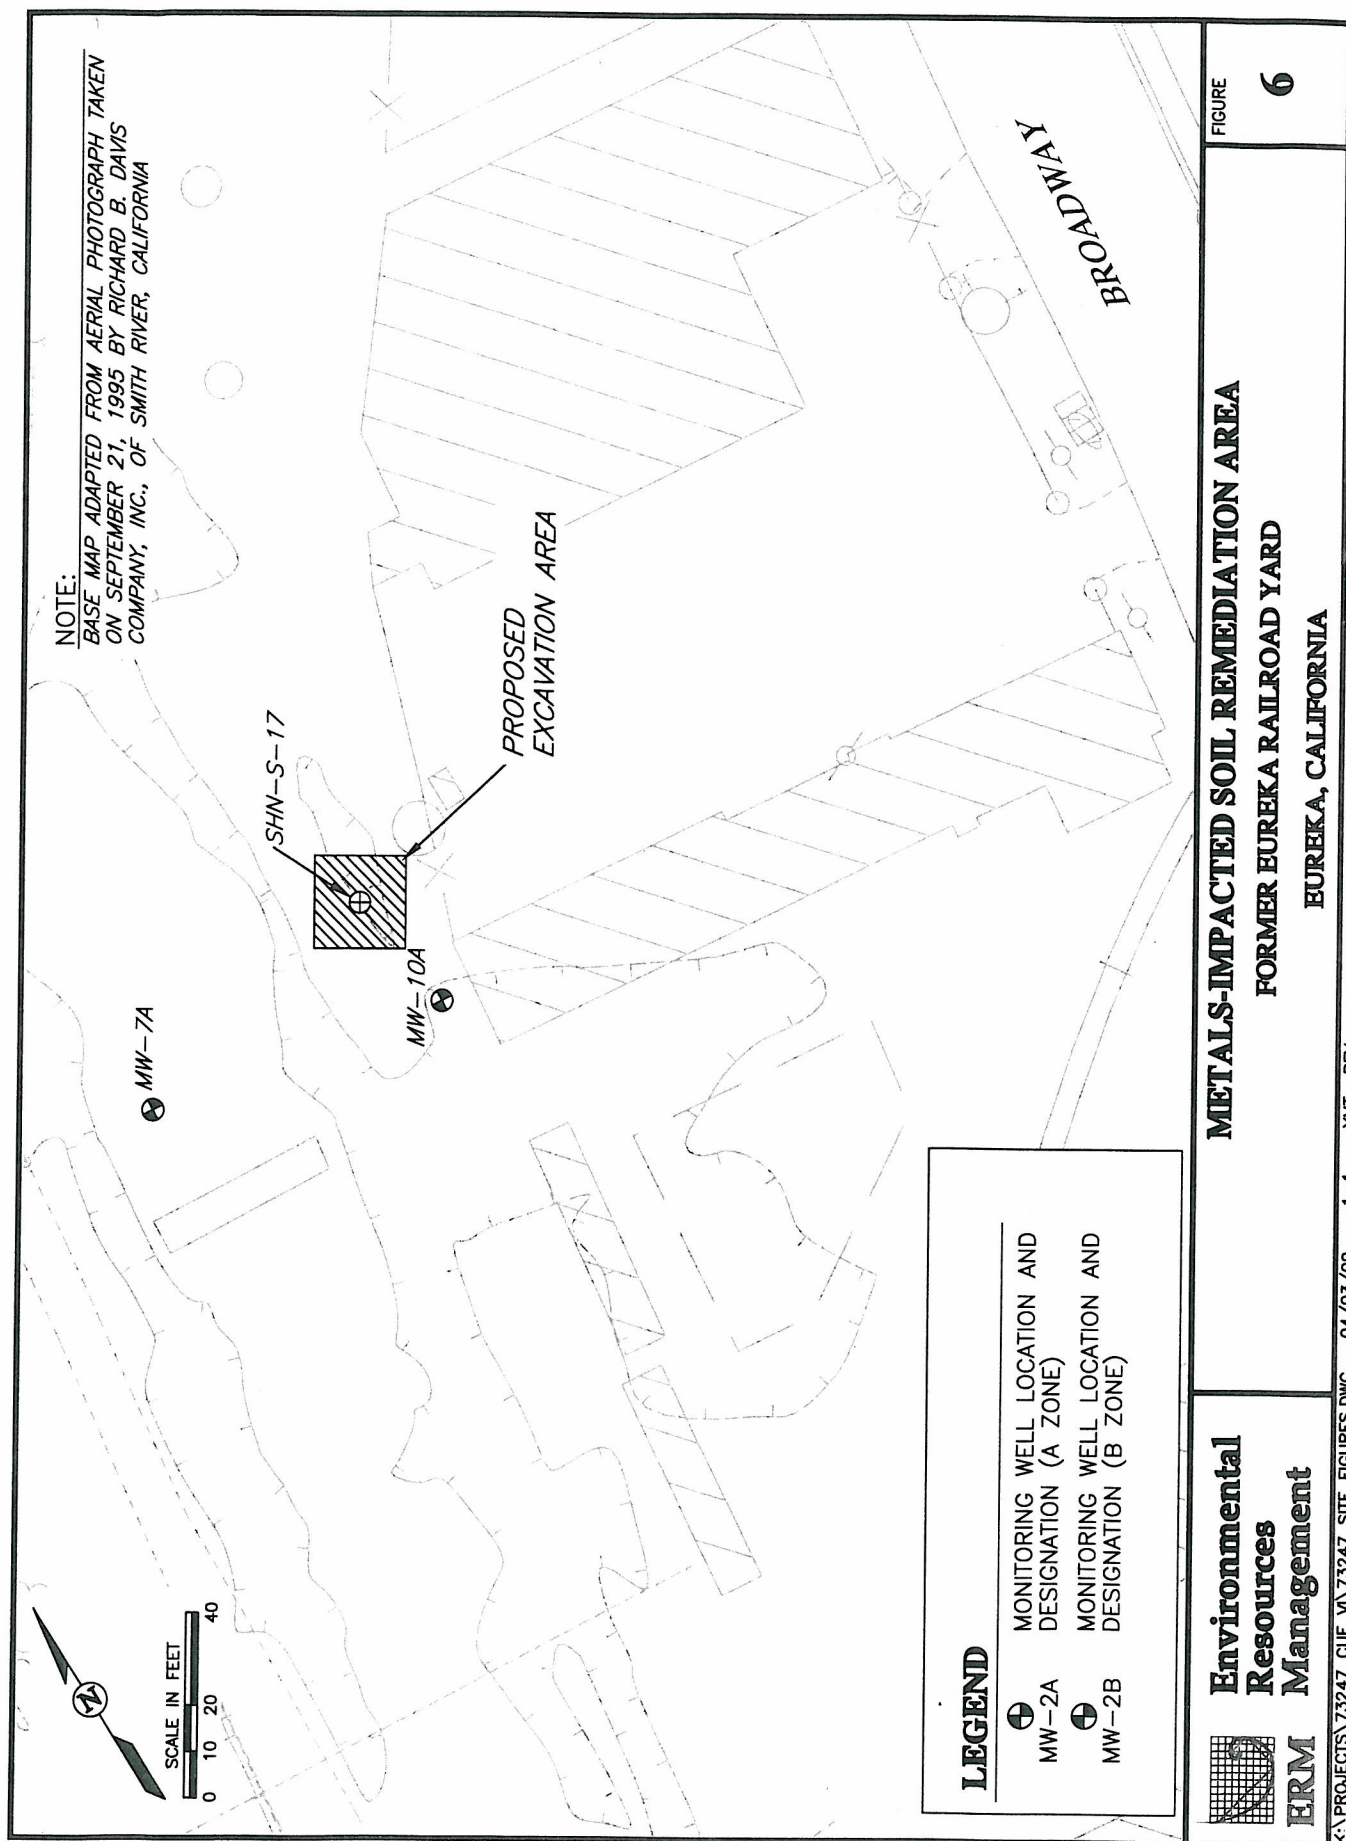 NOTE:
BASE MAP ADAPTED FROM AERIAL PHOTOGRAPH TAKEN
ON SEPTEMBER 21, 1995 BY RICHARD B. DAVIS
COMPANY, INC., OF SMITH RIVER, CALIFORNIA
N
SCALE IN FEET
0 10 20 40
MW-7A
SHN-S-17
MW-10A
PROPOSED
EXCAVATION AREA
BROADWAY
LEGEND
MW-2A
MONITORING WELL LOCATION AND
DESIGNATION (A ZONE)
MW-2B
MONITORING WELL LOCATION AND
DESIGNATION (B ZONE)
ERM
Environmental
Resources
Management
METALS-IMPACTED SOIL REMEDIATION AREA
FORMER EUREKA RAILROAD YARD
EUREKA, CALIFORNIA
FIGURE
6